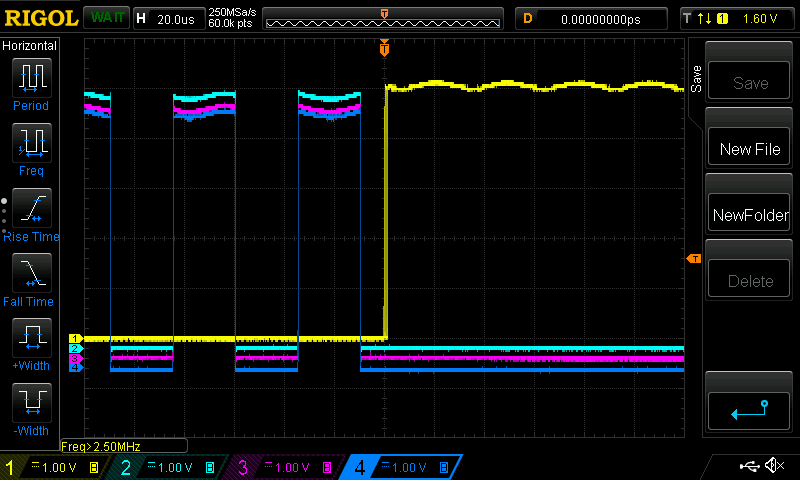 RIGOL WAIT H 20.0us 250MSa/s 60.0k pts T D 0.00000000ps T 1 1.60 V
Horizontal
T
Period
Freq
Rise Time
Fall Time
+Width
-Width
Save
Save
New File
NewFolder
Delete
T
1
2
3
4
Freq>2.50MHz
1 1.00 V B 2 1.00 V B 3 1.00 V B 4 1.00 V B